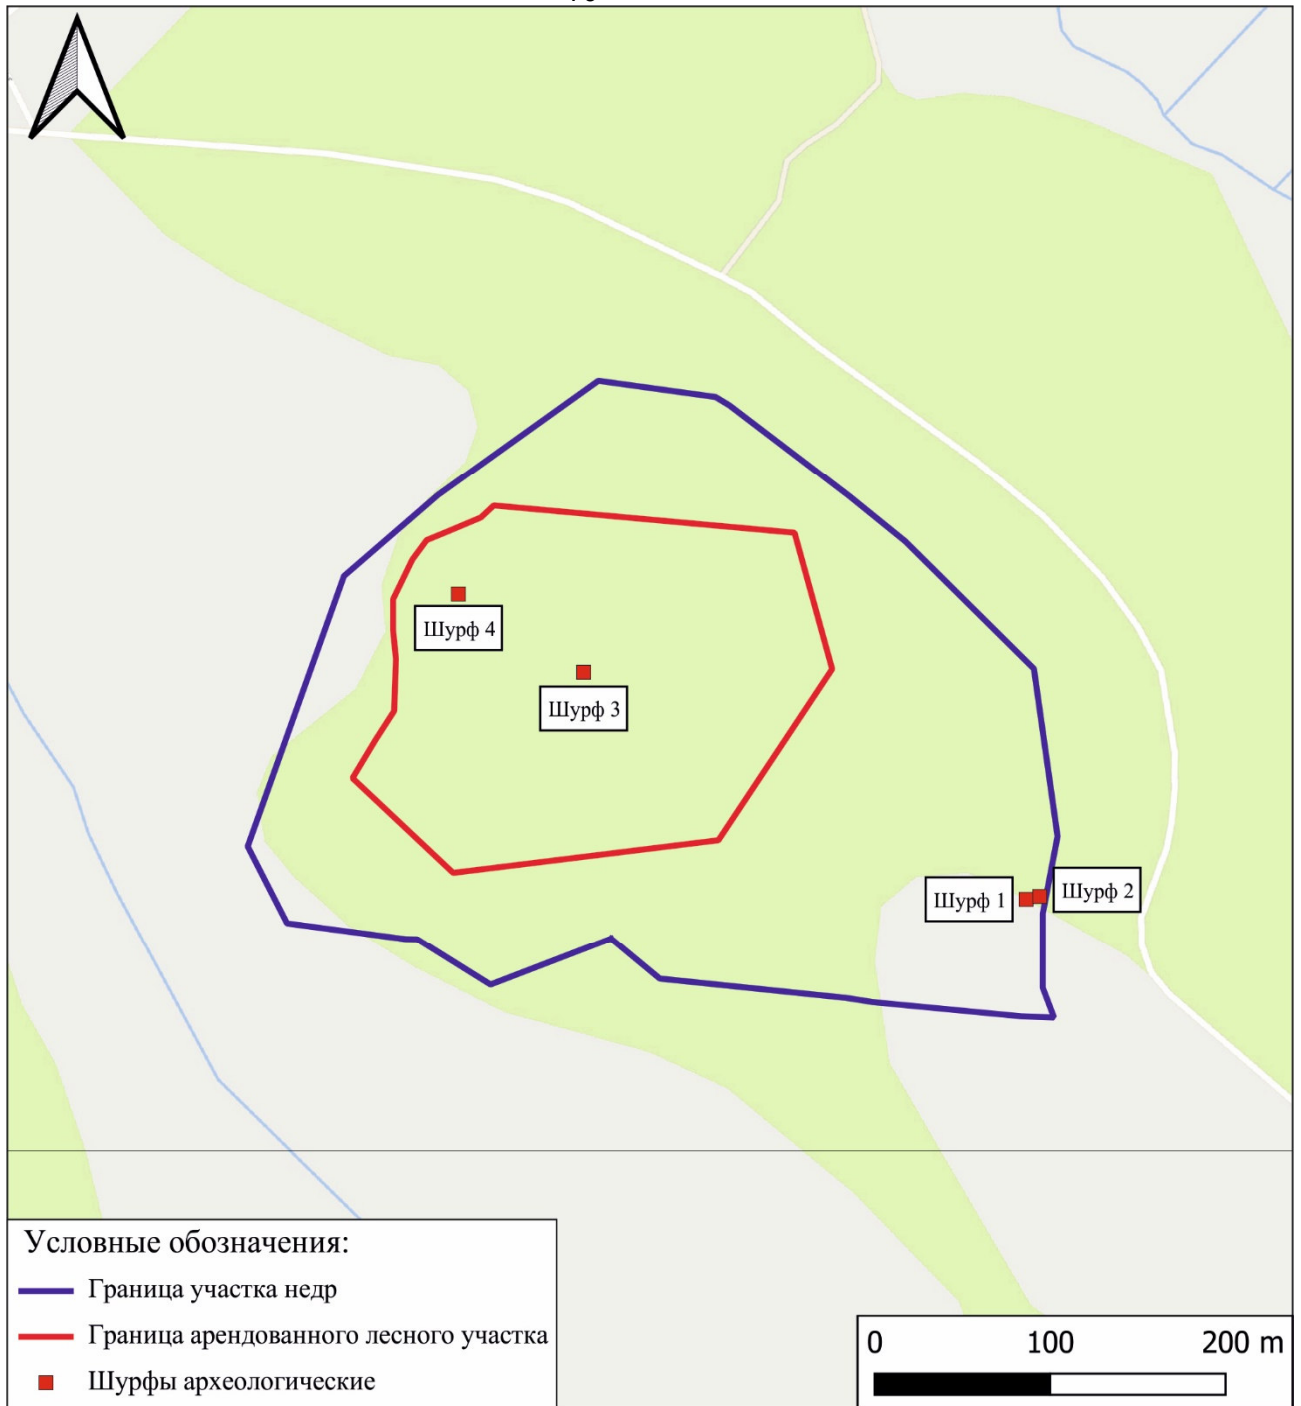 Шурф 4
Шурф 3
Шурф 1
Шурф 2
Условные обозначения:
Граница участка недр
Граница арендованного лесного участка
Шурфы археологические
0 100 200 m